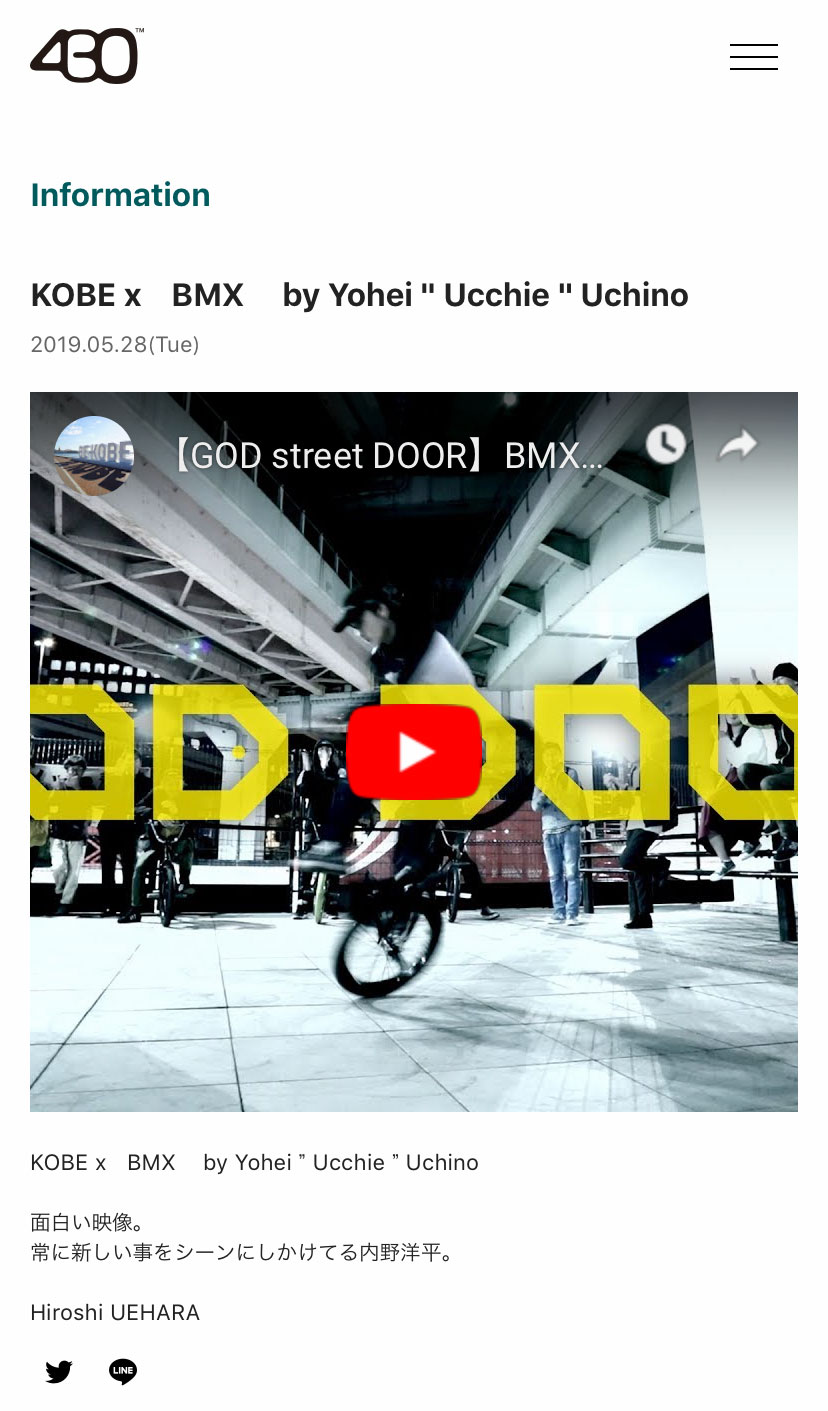 430™
Information
KOBE x　BMX　 by Yohei " Ucchie " Uchino
2019.05.28(Tue)
【GOD street DOOR】 BMX...
BE KOBE
OD DOO
KOBE x　BMX　 by Yohei ” Ucchie ” Uchino
面白い映像。
常に新しい事をシーンにしかけてる内野洋平。
Hiroshi UEHARA
LINE